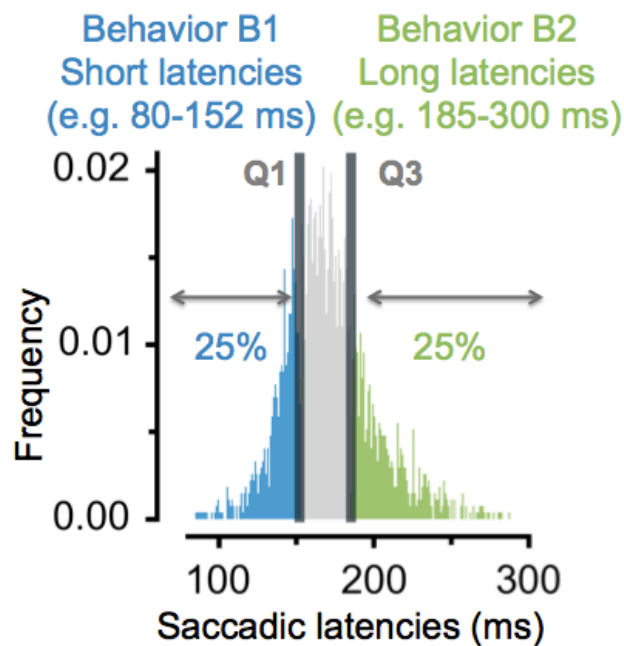 Behavior B1
Short latencies
(e.g. 80-152 ms)
Behavior B2
Long latencies
(e.g. 185-300 ms)
Q1
Q3
25%
25%
Frequency
0.02
0.01
0.00
100
200
300
Saccadic latencies (ms)